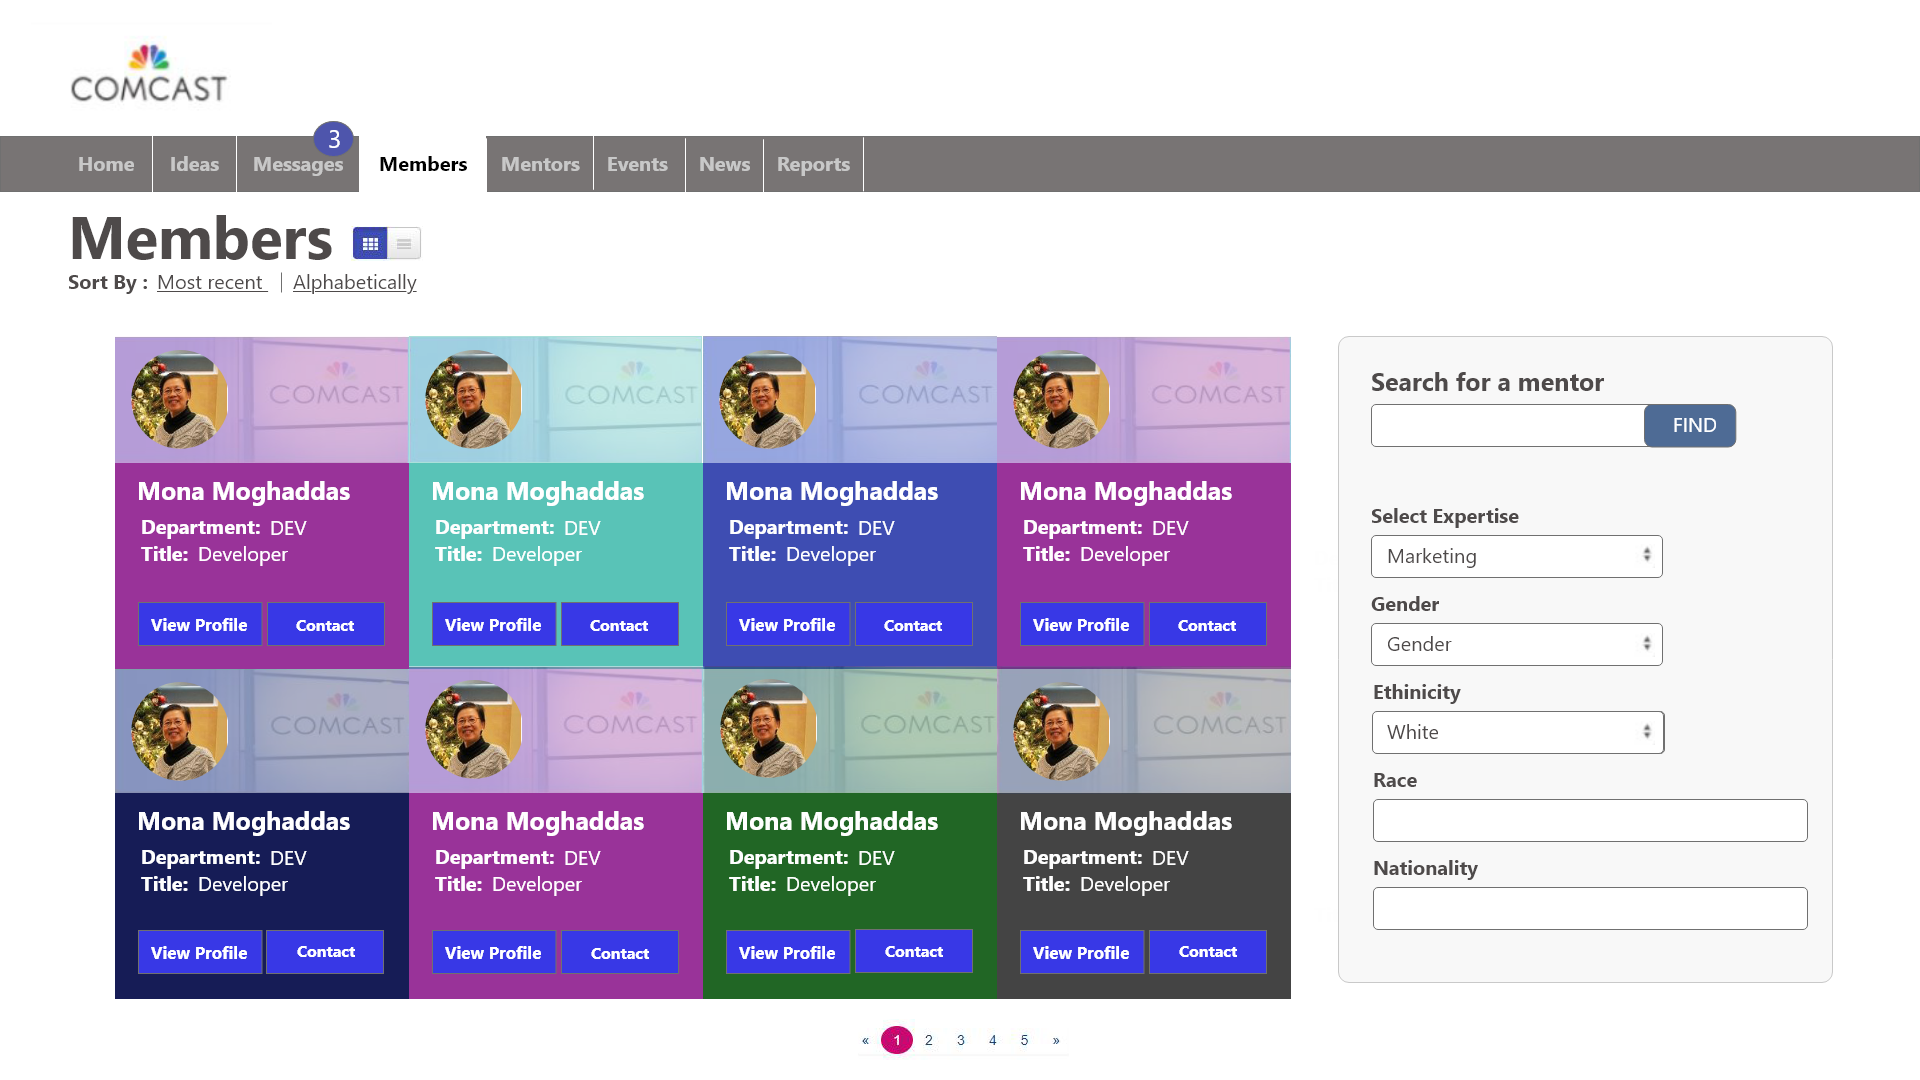 COMCAST
3
Home Ideas Messages Members Mentors Events News Reports
Members
Sort By : Most recent | Alphabetically
COMCAST COMCAST COMCAST COMCAST
Mona Moghaddas Mona Moghaddas Mona Moghaddas Mona Moghaddas
Department: DEV Department: DEV Department: DEV Department: DEV
Title: Developer Title: Developer Title: Developer Title: Developer
View Profile Contact View Profile Contact View Profile Contact View Profile Contact
COMCAST COMCAST COMCAST COMCAST
Mona Moghaddas Mona Moghaddas Mona Moghaddas Mona Moghaddas
Department: DEV Department: DEV Department: DEV Department: DEV
Title: Developer Title: Developer Title: Developer Title: Developer
View Profile Contact View Profile Contact View Profile Contact View Profile Contact
Search for a mentor
FIND
Select Expertise
Marketing
Gender
Gender
Ethinicity
White
Race
Nationality
« 1 2 3 4 5 »